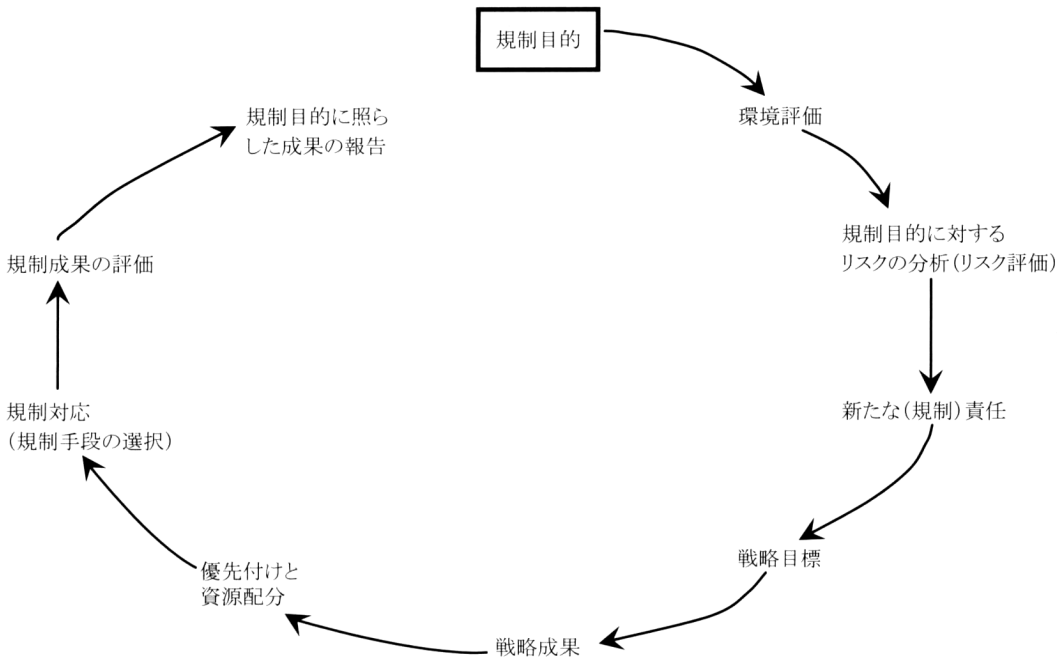 規制目的
環境評価
規制目的に対する
リスクの分析(リスク評価)
新たな(規制)責任
戦略目標
戦略成果
優先付けと
資源配分
規制対応
(規制手段の選択)
規制成果の評価
規制目的に照ら
した成果の報告